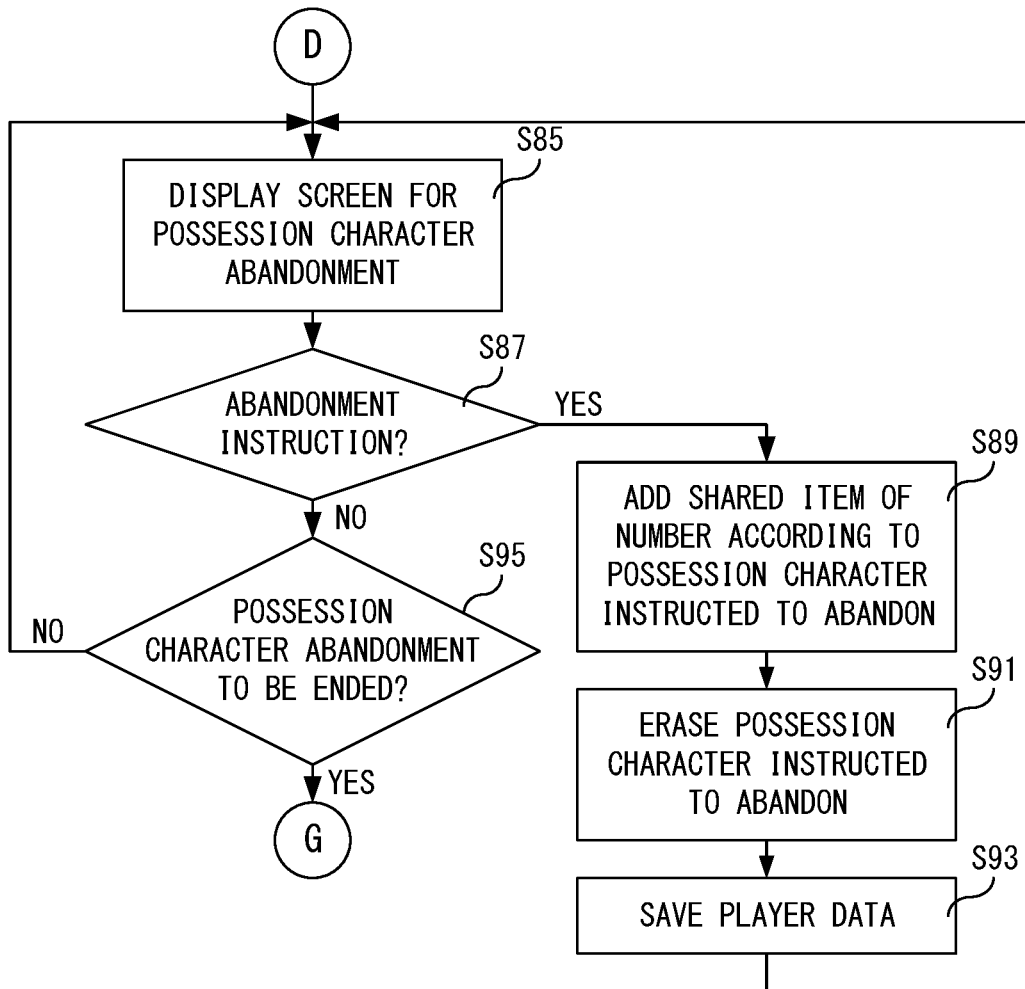 D
S85
DISPLAY SCREEN FOR
POSSESSION CHARACTER
ABANDONMENT
S87
ABANDONMENT
INSTRUCTION?
YES
NO
S89
ADD SHARED ITEM OF
NUMBER ACCORDING TO
POSSESSION CHARACTER
INSTRUCTED TO ABANDON
S95
POSSESSION
CHARACTER ABANDONMENT
TO BE ENDED?
NO
YES
G
S91
ERASE POSSESSION
CHARACTER INSTRUCTED
TO ABANDON
S93
SAVE PLAYER DATA